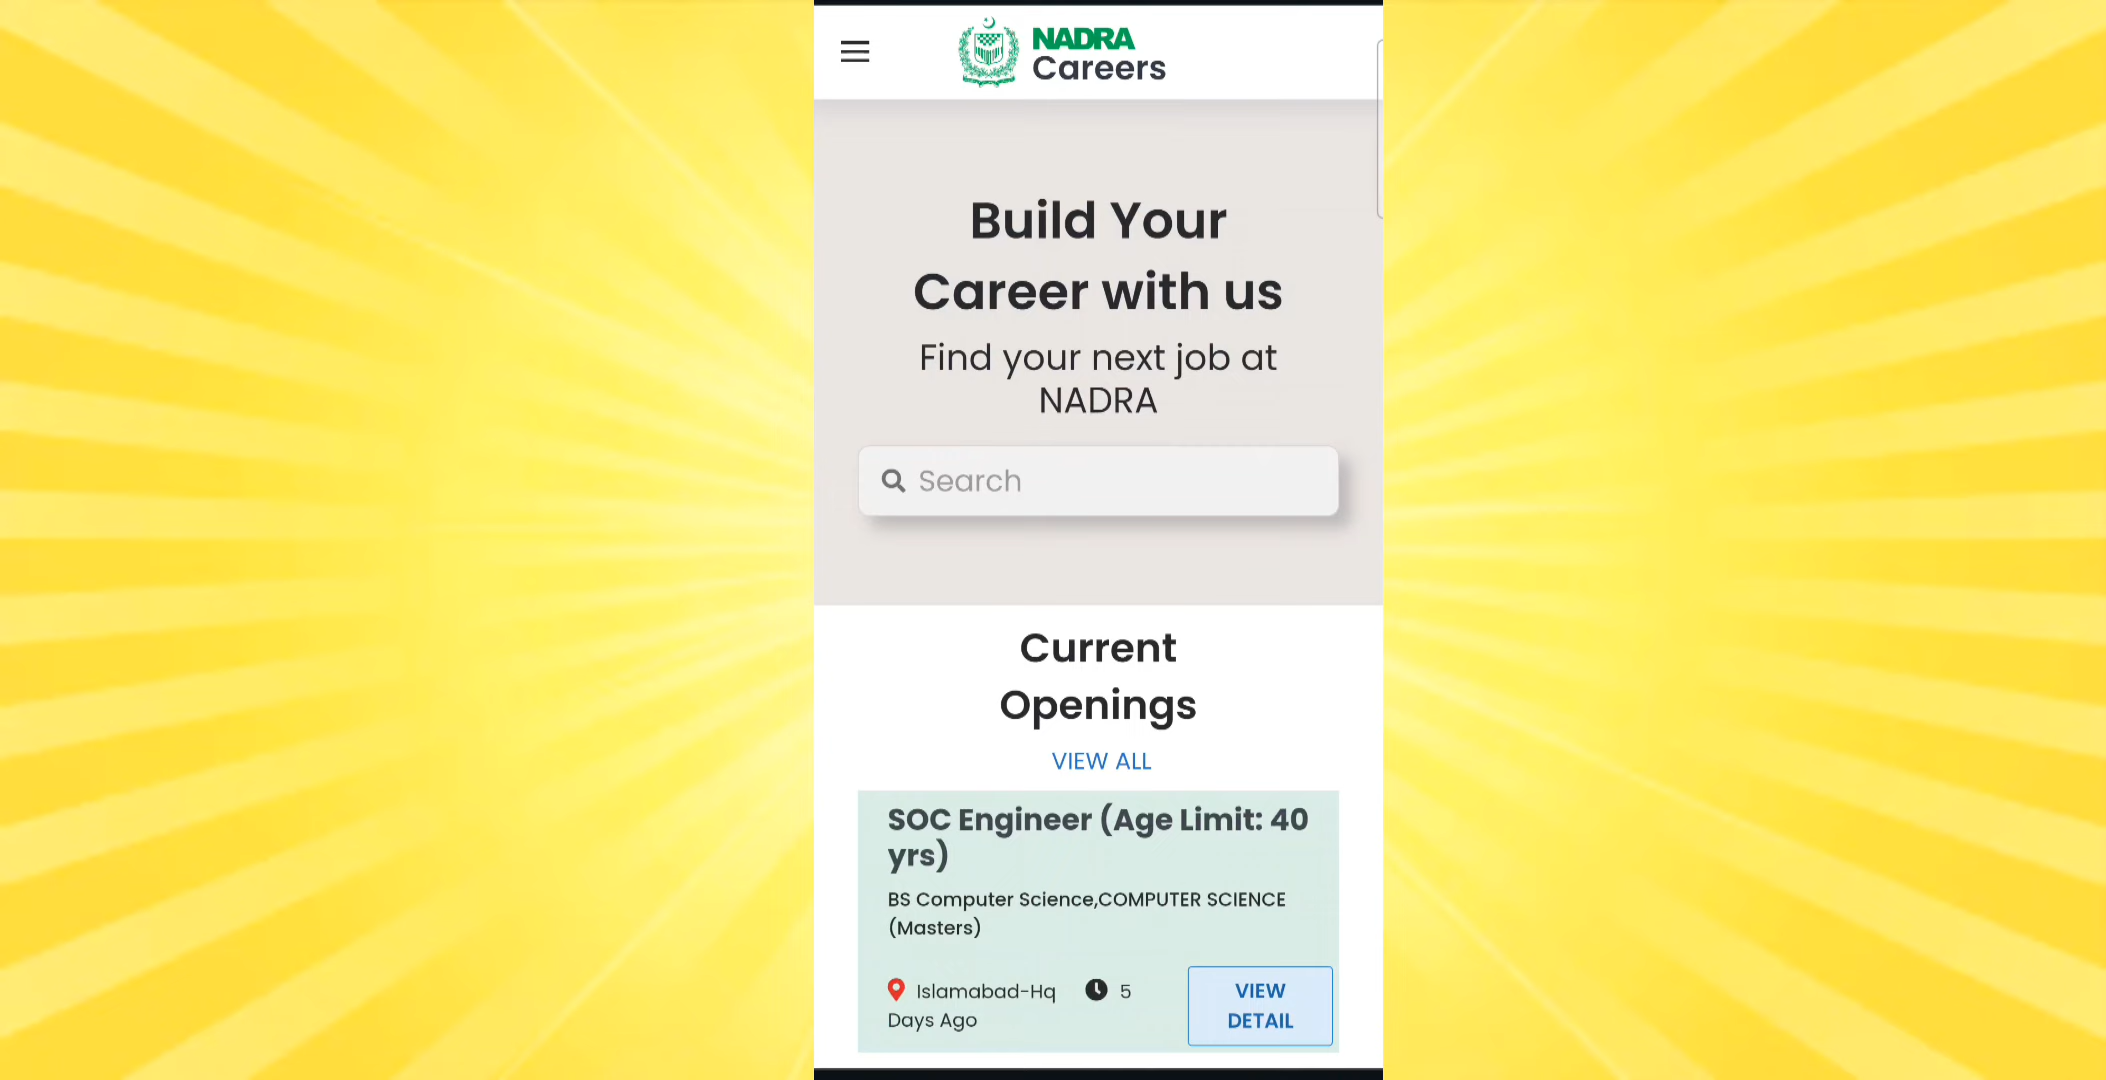 NADRA
Careers
Build Your
Career with us
Find your next job at
NADRA
Search
Current
Openings
VIEW ALL
SOC Engineer (Age Limit: 40
yrs)
BS Computer Science,COMPUTER SCIENCE
(Masters)
Islamabad-Hq 5
Days Ago
VIEW
DETAIL